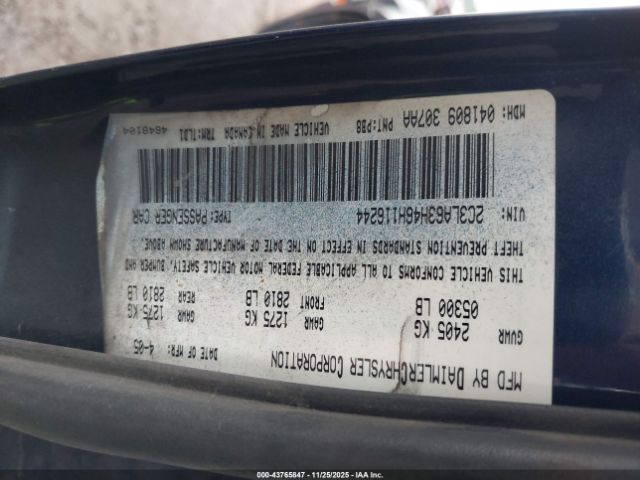 MFD BY DAIMLERCHRYSLER CORPORATION
DATE OF MFR: 4-05
GVWR 2405 KG 05300 LB
GAWR FRONT 1275 KG 2810 LB
GAWR REAR 1275 KG 2810 LB
THIS VEHICLE CONFORMS TO ALL APPLICABLE FEDERAL MOTOR VEHICLE SAFETY, BUMPER AND
THEFT PREVENTION STANDARDS IN EFFECT ON THE DATE OF MANUFACTURE SHOWN ABOVE.
VIN: 2C3LA63H46H116244 TYPE: PASSENGER CAR
MDH: 041809 307AA PNT:PBB VEHICLE MADE IN CANADA TRM:TLD1 4648104
-- 43765847 - 11/25/2025 - IAA Inc.